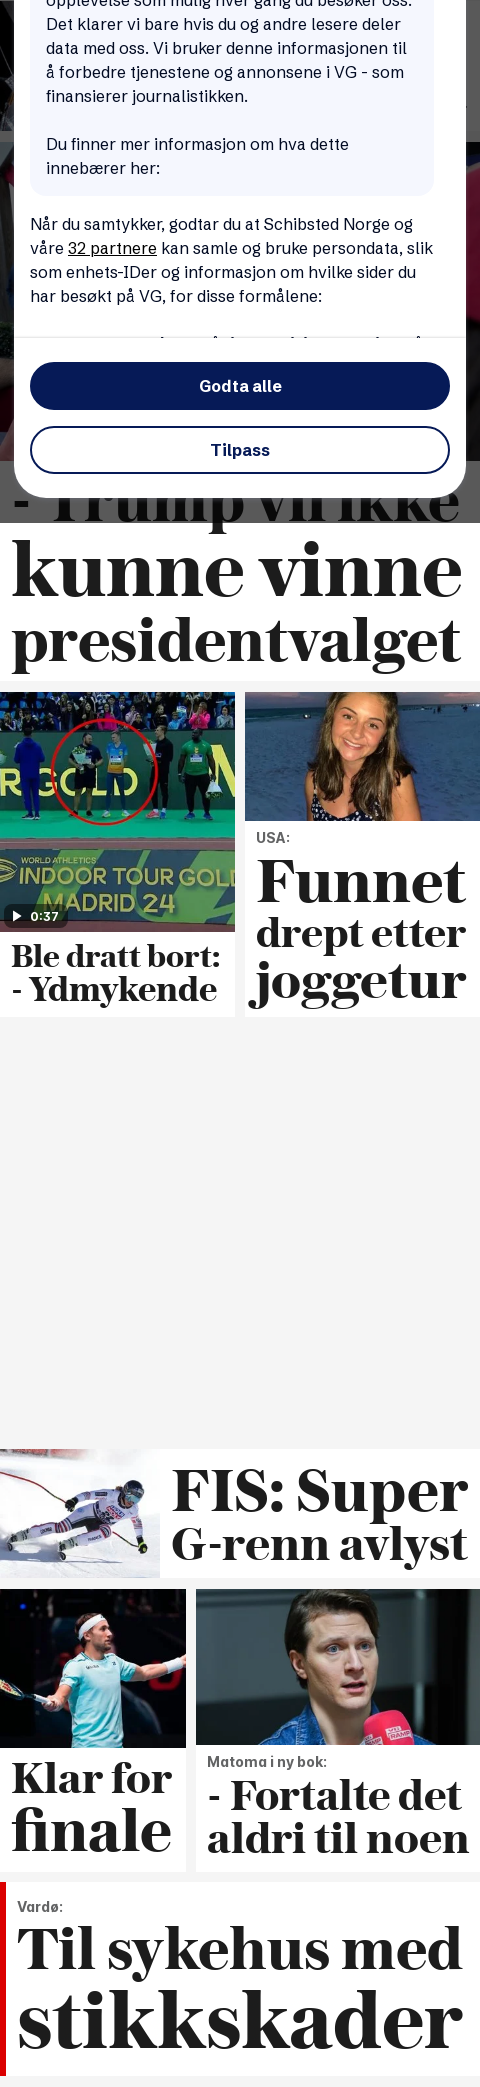 opplevelse som mulig hver gang du besøker oss.
Det klarer vi bare hvis du og andre lesere deler
data med oss. Vi bruker denne informasjonen til
å forbedre tjenestene og annonsene i VG - som
finansierer journalistikken.
Du finner mer informasjon om hva dette
innebærer her:
Når du samtykker, godtar du at Schibsted Norge og
våre 32 partnere kan samle og bruke persondata, slik
som enhets-IDer og informasjon om hvilke sider du
har besøkt på VG, for disse formålene:
Godta alle
Tilpass
- Trump vil ikke
kunne vinne
presidentvalget
WORLD ATHLETICS
INDOOR TOUR GOLD
MADRID 24
0:37
Ble dratt bort:
- Ydmykende
USA:
Funnet
drept etter
joggetur
FIS: Super
G-renn avlyst
Klar for
finale
Matoma i ny bok:
- Fortalte det
aldri til noen
Vardø:
Til sykehus med
stikkskader